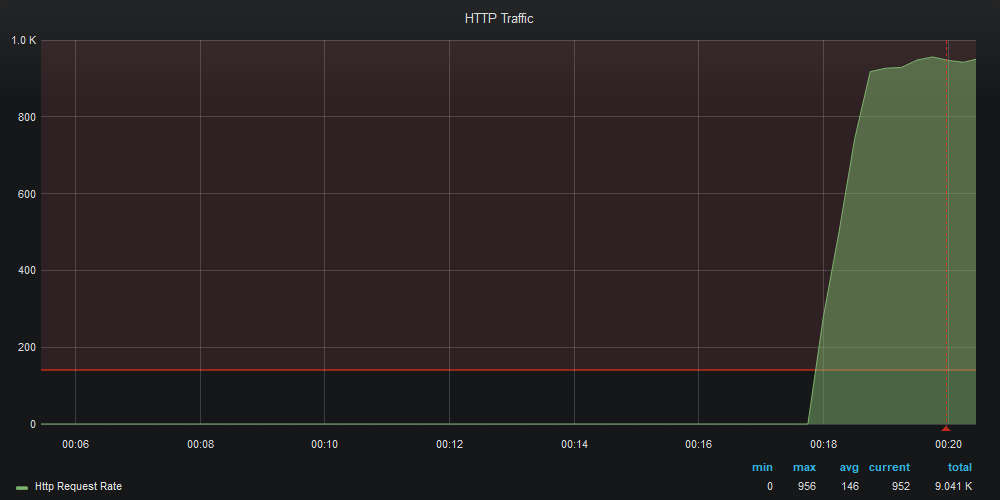 HTTP Traffic
1.0 K
800
600
400
200
0
00:06 00:08 00:10 00:12 00:14 00:16 00:18 00:20
min max avg current total
Http Request Rate 0 956 146 952 9.041 K